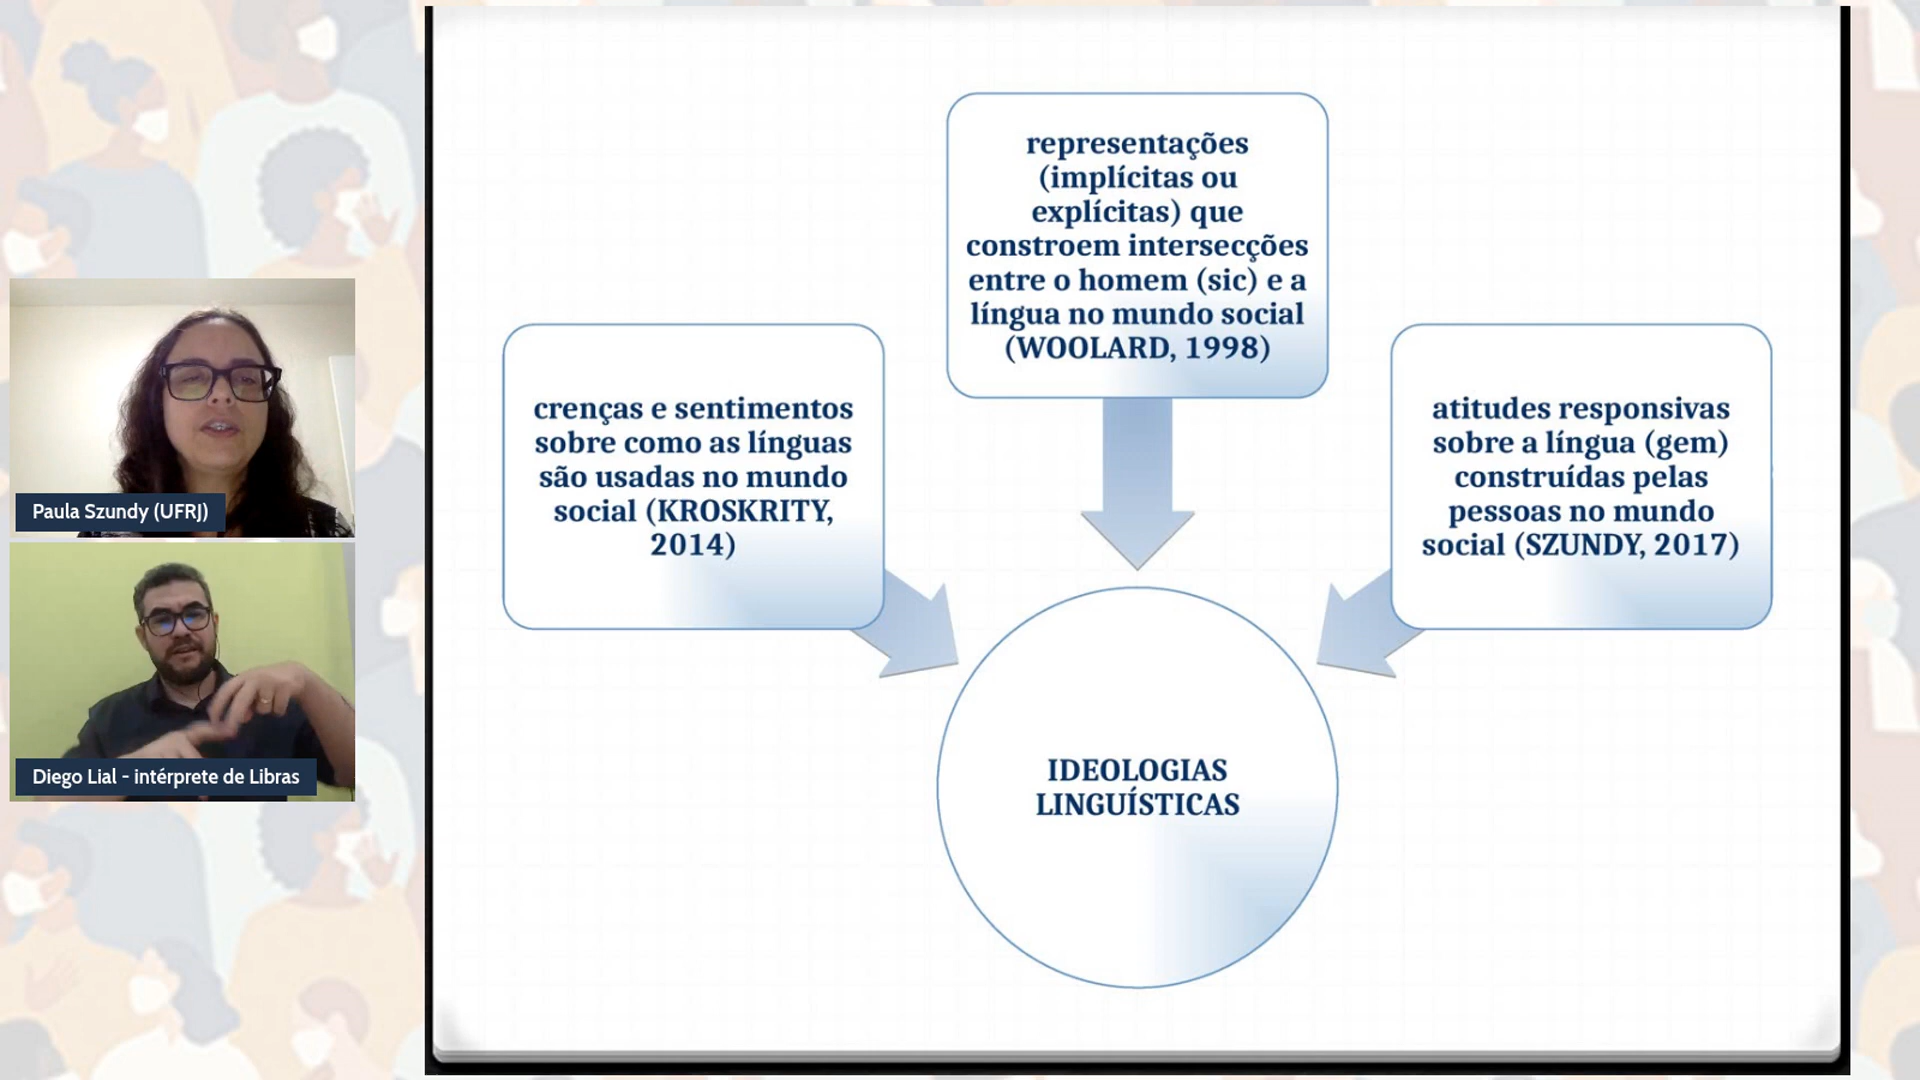 representações
(implícitas ou
explícitas) que
constroem intersecções
entre o homem (sic) e a
língua no mundo social
(WOOLARD, 1998)
crenças e sentimentos
sobre como as línguas
são usadas no mundo
social (KROSKRITY,
2014)
atitudes responsivas
sobre a língua (gem)
construídas pelas
pessoas no mundo
social (SZUNDY, 2017)
IDEOLOGIAS
LINGUÍSTICAS
Paula Szundy (UFRJ)
Diego Lial - intérprete de Libras